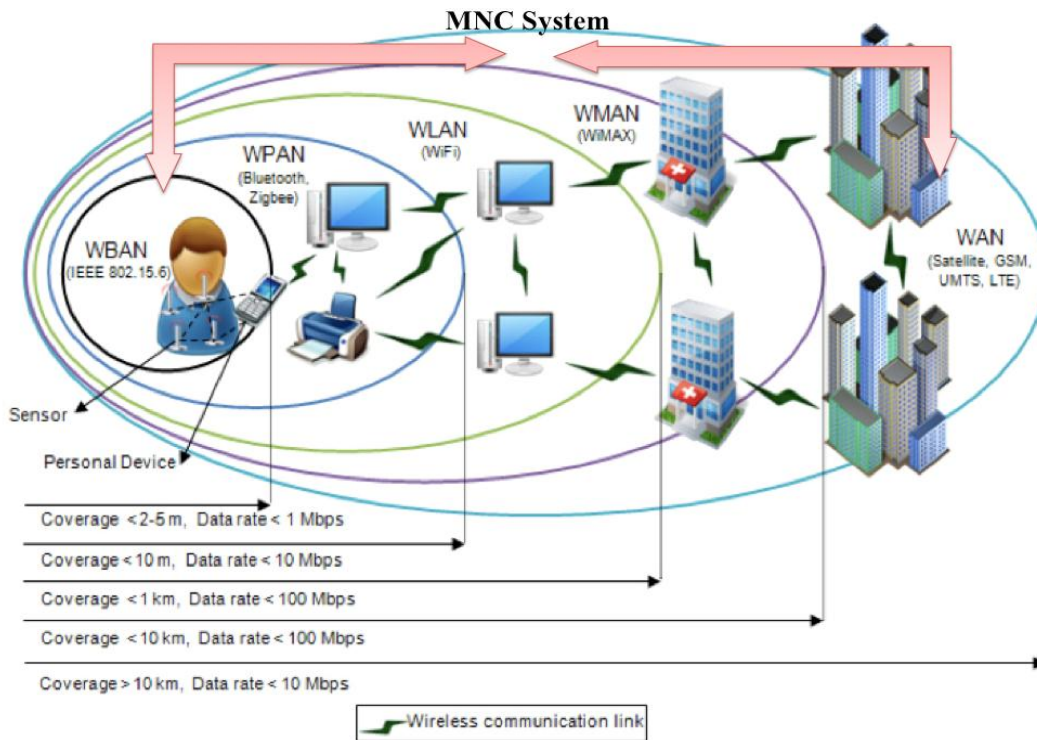 MNC System
WMAN
(WiMAX)
WLAN
(WiFi)
WPAN
(Bluetooth,
Zigbee)
WBAN
(IEEE 802.15.6)
WAN
(Satellite, GSM,
UMTS, LTE)
Sensor
Personal Device
Coverage <2-5 m, Data rate < 1 Mbps
Coverage < 10 m, Data rate < 10 Mbps
Coverage < 1 km, Data rate < 100 Mbps
Coverage < 10 km, Data rate < 100 Mbps
Coverage > 10 km, Data rate < 10 Mbps
Wireless communication link